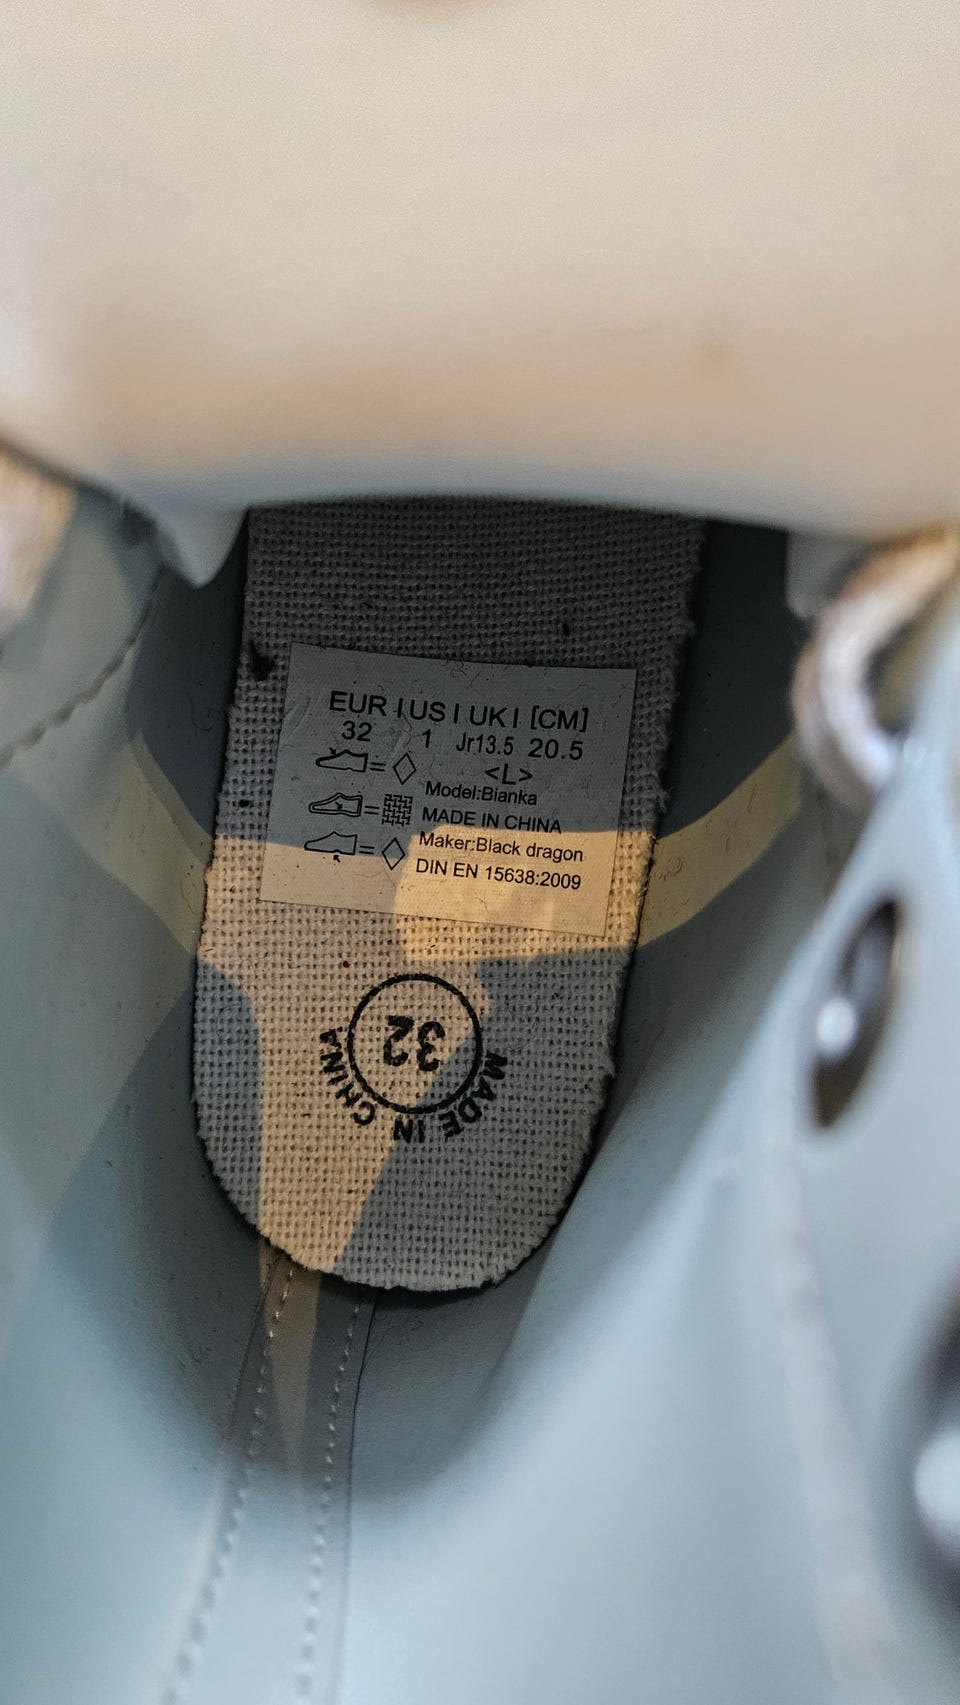 EUR | US | UK | [CM]
32 1 Jr13.5 20.5
<L>
Model:Bianka
MADE IN CHINA
Maker:Black dragon
DIN EN 15638:2009
32
MADE IN CHINA